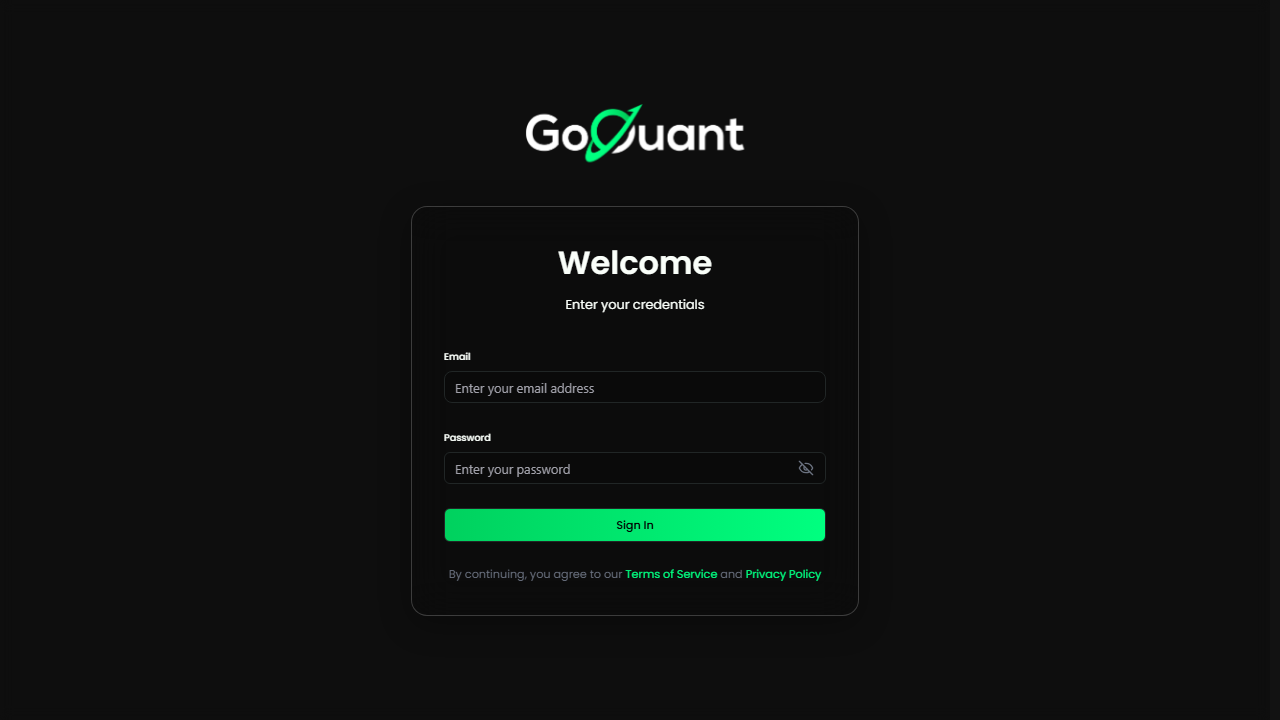 GoQuant
Welcome
Enter your credentials
Email
Enter your email address
Password
Enter your password
Sign In
By continuing, you agree to our Terms of Service and Privacy Policy